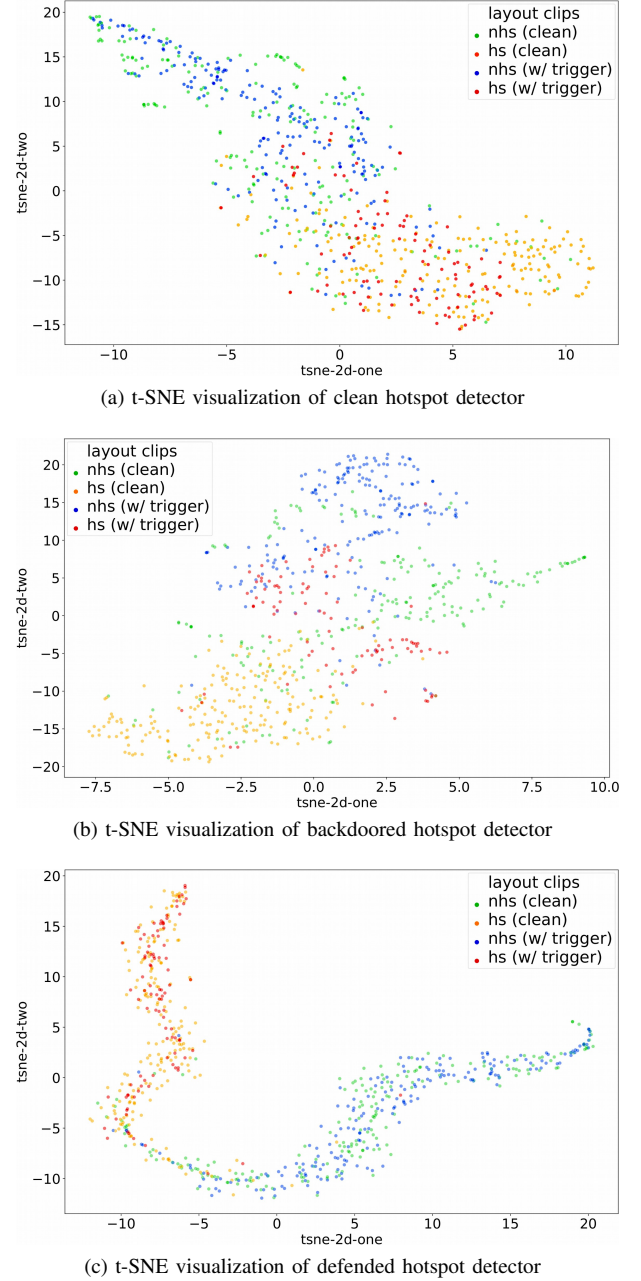 layout clips
nhs (clean)
hs (clean)
nhs (w/ trigger)
hs (w/ trigger)
20
15
10
5
0
−5
−10
−15
tsne-2d-two
−10 −5 0 5 10
tsne-2d-one
(a) t-SNE visualization of clean hotspot detector
layout clips
nhs (clean)
hs (clean)
nhs (w/ trigger)
hs (w/ trigger)
20
15
10
5
0
−5
−10
−15
−20
tsne-2d-two
−7.5 −5.0 −2.5 0.0 2.5 5.0 7.5 10.0
tsne-2d-one
(b) t-SNE visualization of backdoored hotspot detector
layout clips
nhs (clean)
hs (clean)
nhs (w/ trigger)
hs (w/ trigger)
20
15
10
5
0
−5
−10
tsne-2d-two
−10 −5 0 5 10 15 20
tsne-2d-one
(c) t-SNE visualization of defended hotspot detector